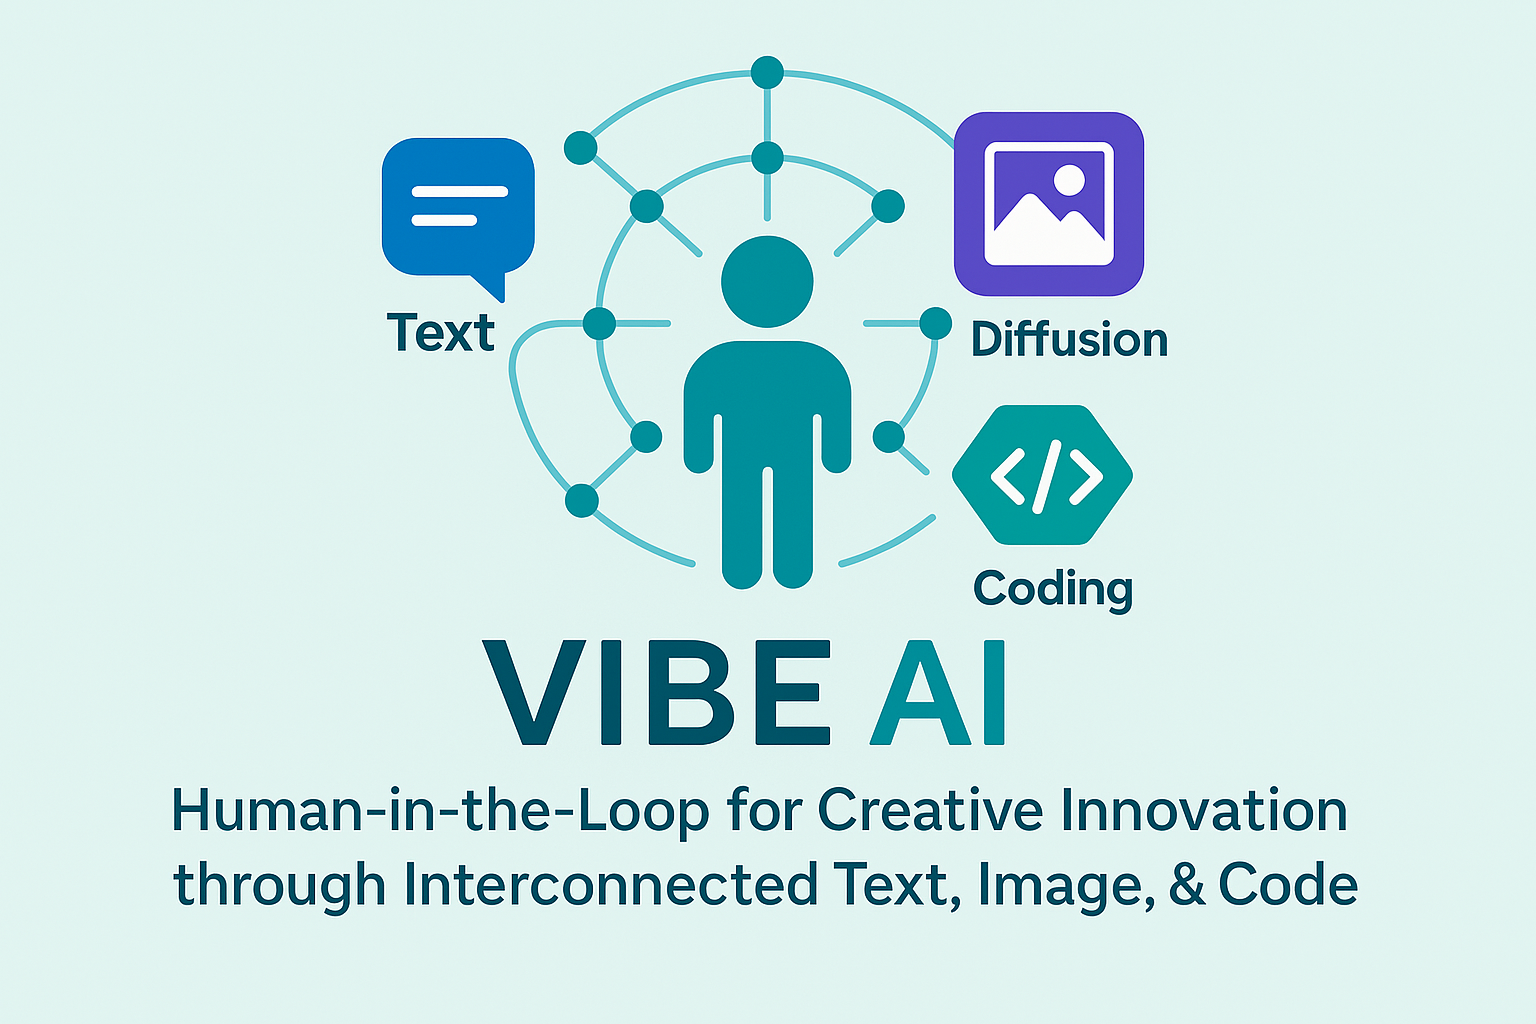 Text
Diffusion
</>
Coding
VIBE AI
Human-in-the-Loop for Creative Innovation
through Interconnected Text, Image, & Code